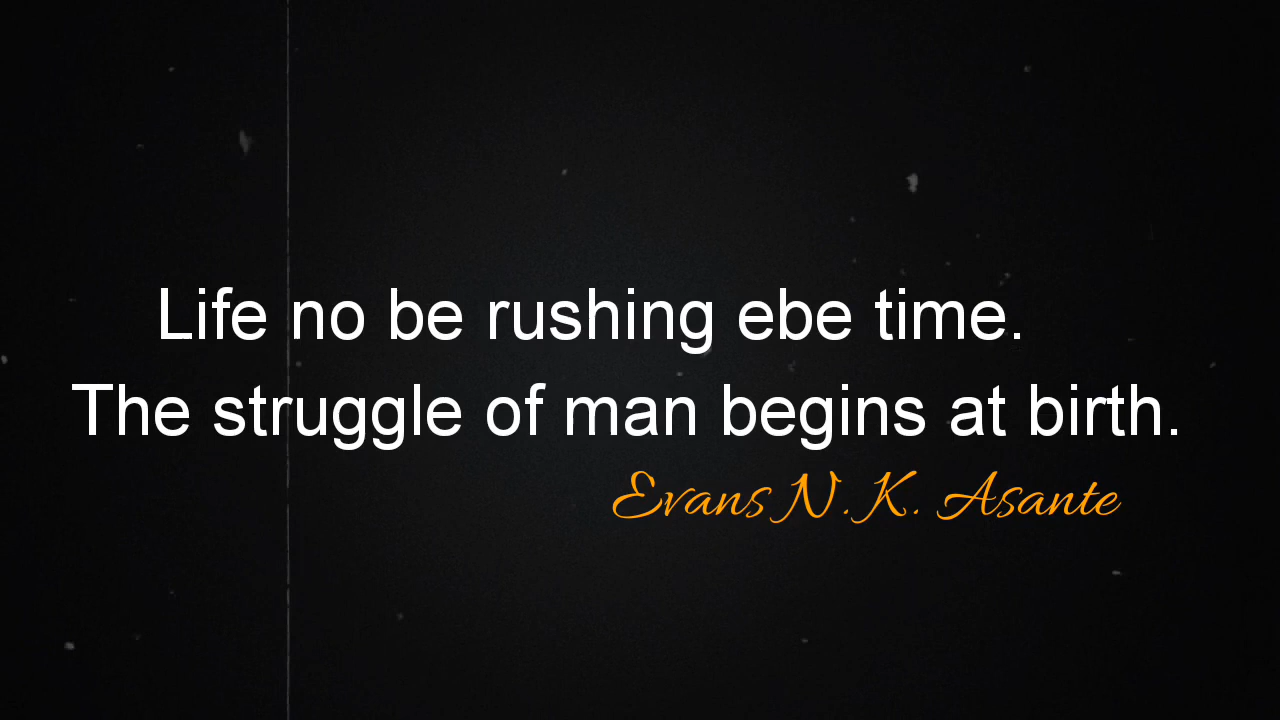 Life no be rushing ebe time.
The struggle of man begins at birth.
Evans N.K. Asante